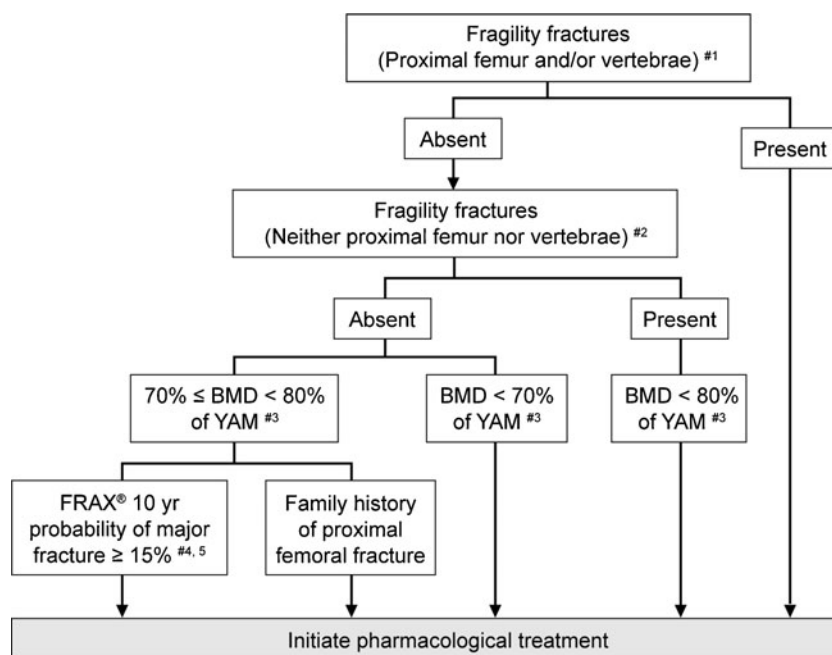 Fragility fractures
(Proximal femur and/or vertebrae) #1
Absent
Present
Fragility fractures
(Neither proximal femur nor vertebrae) #2
Absent
Present
70% ≤ BMD < 80%
of YAM #3
BMD < 70%
of YAM #3
BMD < 80%
of YAM #3
FRAX® 10 yr
probability of major
fracture ≥ 15% #4, 5
Family history
of proximal
femoral fracture
Initiate pharmacological treatment